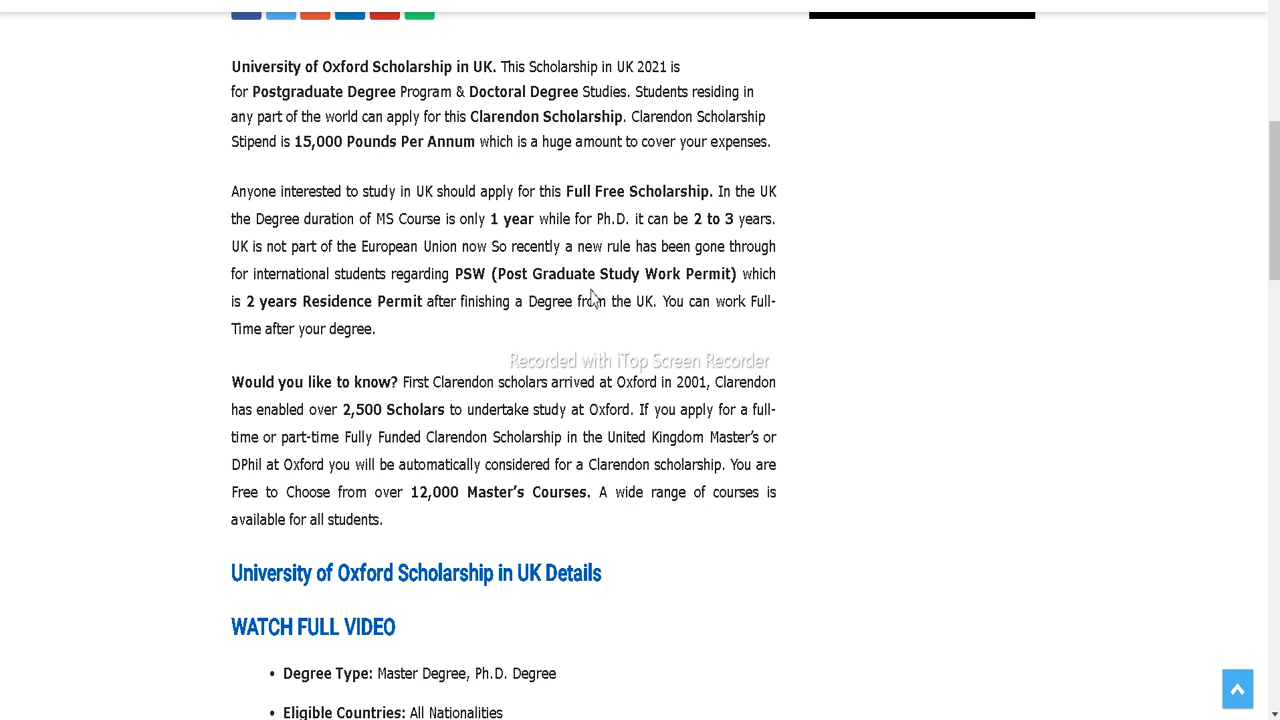 University of Oxford Scholarship in UK. This Scholarship in UK 2021 is
for Postgraduate Degree Program & Doctoral Degree Studies. Students residing in
any part of the world can apply for this Clarendon Scholarship. Clarendon Scholarship
Stipend is 15,000 Pounds Per Annum which is a huge amount to cover your expenses.
Anyone interested to study in UK should apply for this Full Free Scholarship. In the UK
the Degree duration of MS Course is only 1 year while for Ph.D. it can be 2 to 3 years.
UK is not part of the European Union now So recently a new rule has been gone through
for international students regarding PSW (Post Graduate Study Work Permit) which
is 2 years Residence Permit after finishing a Degree from the UK. You can work Full-
Time after your degree.
Recorded with iTop Screen Recorder
Would you like to know? First Clarendon scholars arrived at Oxford in 2001, Clarendon
has enabled over 2,500 Scholars to undertake study at Oxford. If you apply for a full-
time or part-time Fully Funded Clarendon Scholarship in the United Kingdom Master's or
DPhil at Oxford you will be automatically considered for a Clarendon scholarship. You are
Free to Choose from over 12,000 Master's Courses. A wide range of courses is
available for all students.
University of Oxford Scholarship in UK Details
WATCH FULL VIDEO
• Degree Type: Master Degree, Ph.D. Degree
• Eligible Countries: All Nationalities